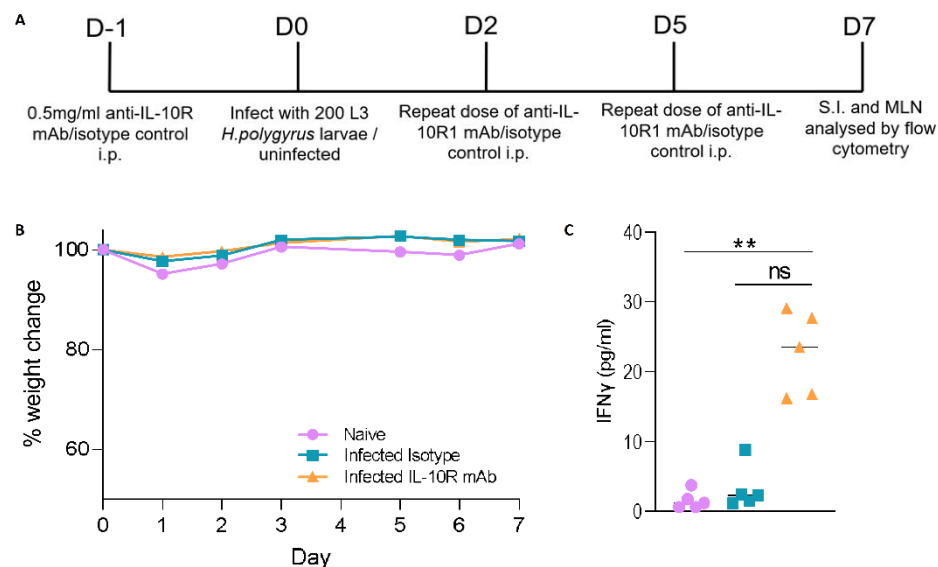 A
D-1
D0
D2
D5
D7
0.5mg/ml anti-IL-10R
mAb/isotype control
i.p.
Infect with 200 L3
H.polygyrus larvae /
uninfected
Repeat dose of anti-IL-
10R1 mAb/isotype
control i.p.
Repeat dose of anti-IL-
10R1 mAb/isotype
control i.p.
S.I. and MLN
analysed by flow
cytometry
B
% weight change
100
80
60
0
1
2
3
4
5
6
7
Day
Naive
Infected Isotype
Infected IL-10R mAb
C
IFNγ (pg/ml)
40
30
20
10
0
**
ns